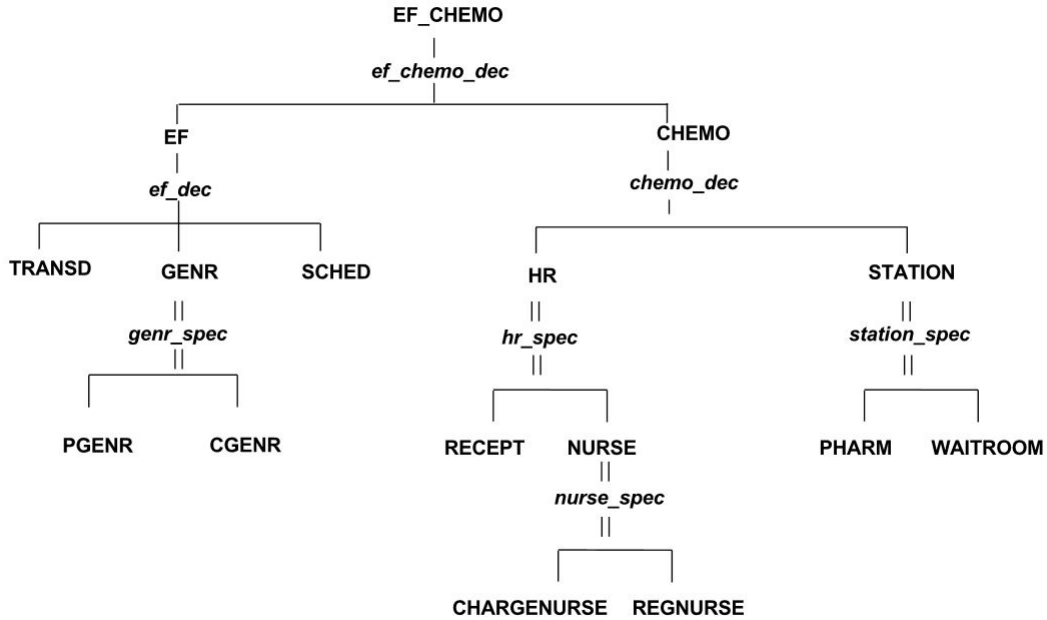 EF_CHEMO
ef_chemo_dec
EF CHEMO
ef_dec chemo_dec
TRANSD GENR SCHED HR STATION
genr_spec hr_spec station_spec
PGENR CGENR RECEPT NURSE PHARM WAITROOM
nurse_spec
CHARGENURSE REGNURSE